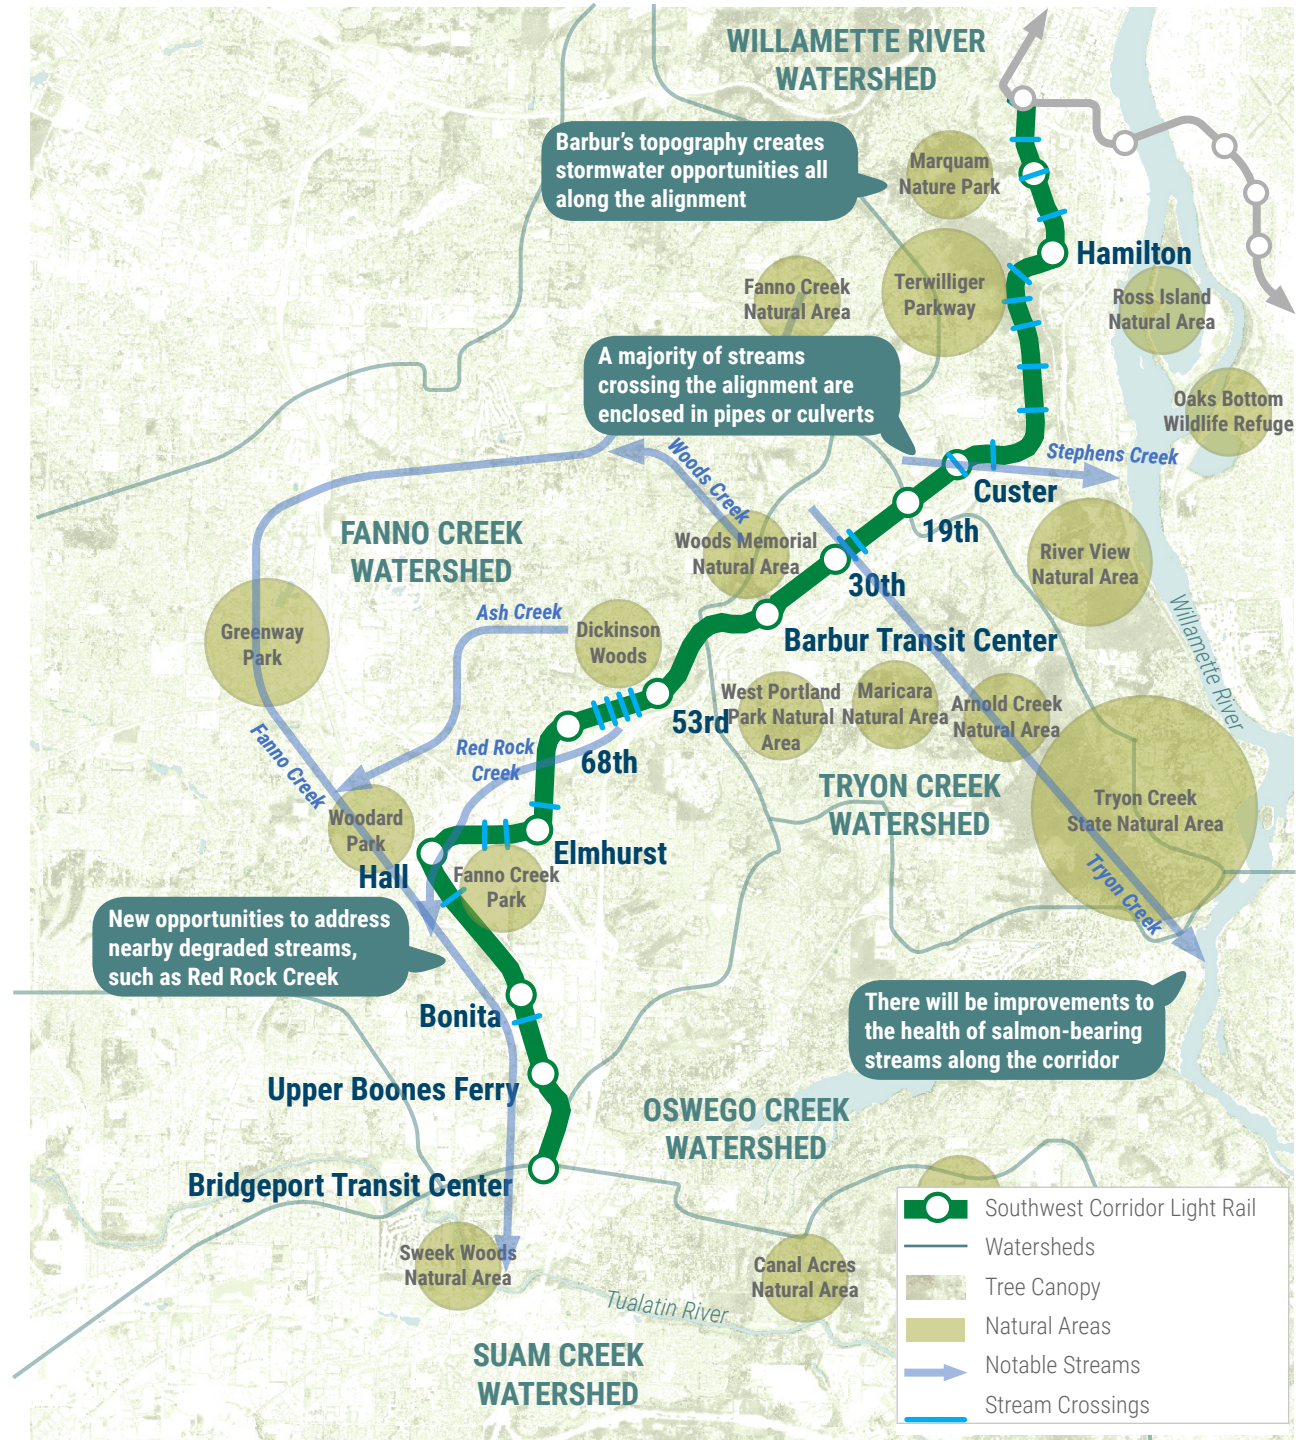 WILLAMETTE RIVER
WATERSHED
Barbur's topography creates
stormwater opportunities all
along the alignment
Marquam
Nature Park
Hamilton
Fanno Creek
Natural Area
Terwilliger
Parkway
Ross Island
Natural Area
A majority of streams
crossing the alignment are
enclosed in pipes or culverts
Oaks Bottom
Wildlife Refuge
Woods Creek
Stephens Creek
Custer
19th
FANNO CREEK
WATERSHED
Woods Memorial
Natural Area
River View
Natural Area
30th
Willamette River
Ash Creek
Greenway
Park
Dickinson
Woods
Barbur Transit Center
53rd
West Portland
Park Natural
Area
Maricara
Natural Area
Arnold Creek
Natural Area
Fanno Creek
Red Rock
Creek
68th
TRYON CREEK
WATERSHED
Tryon Creek
State Natural Area
Woodard
Park
Elmhurst
Hall
Fanno Creek
Park
Tryon Creek
New opportunities to address
nearby degraded streams,
such as Red Rock Creek
There will be improvements to
the health of salmon-bearing
streams along the corridor
Bonita
Upper Boones Ferry
OSWEGO CREEK
WATERSHED
Bridgeport Transit Center
Sweek Woods
Natural Area
Canal Acres
Natural Area
Tualatin River
SUAM CREEK
WATERSHED
Southwest Corridor Light Rail
Watersheds
Tree Canopy
Natural Areas
Notable Streams
Stream Crossings